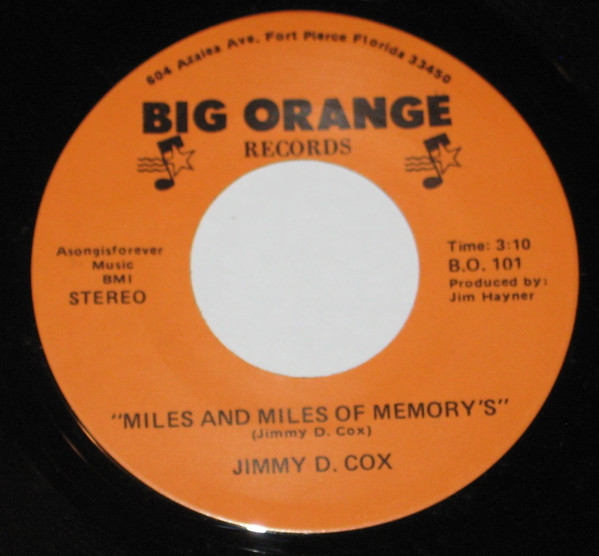 604 Azalea Ave. Fort Pierce Florida 33450
BIG ORANGE
RECORDS
Asongisforever
Music
BMI
STEREO
Time: 3:10
B.O. 101
Produced by:
Jim Hayner
"MILES AND MILES OF MEMORY'S"
(Jimmy D. Cox)
JIMMY D. COX